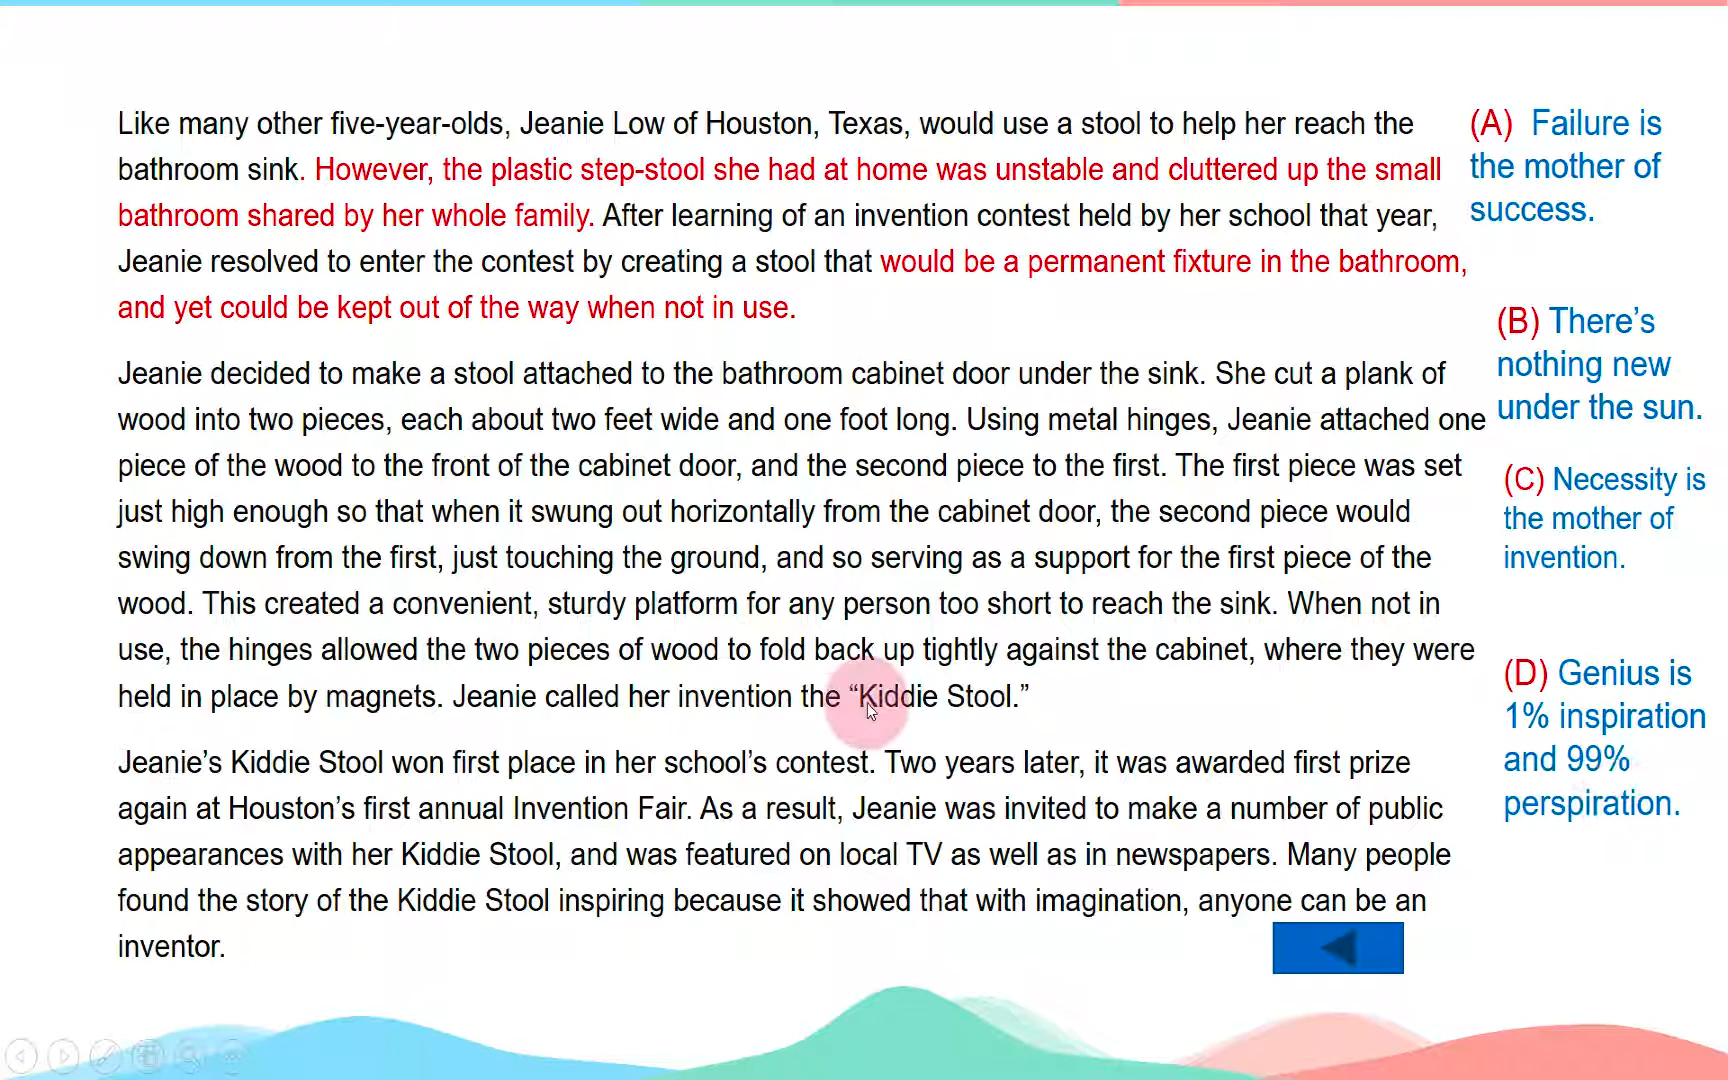 Like many other five-year-olds, Jeanie Low of Houston, Texas, would use a stool to help her reach the
bathroom sink. However, the plastic step-stool she had at home was unstable and cluttered up the small
bathroom shared by her whole family. After learning of an invention contest held by her school that year,
Jeanie resolved to enter the contest by creating a stool that would be a permanent fixture in the bathroom,
and yet could be kept out of the way when not in use.
Jeanie decided to make a stool attached to the bathroom cabinet door under the sink. She cut a plank of
wood into two pieces, each about two feet wide and one foot long. Using metal hinges, Jeanie attached one
piece of the wood to the front of the cabinet door, and the second piece to the first. The first piece was set
just high enough so that when it swung out horizontally from the cabinet door, the second piece would
swing down from the first, just touching the ground, and so serving as a support for the first piece of the
wood. This created a convenient, sturdy platform for any person too short to reach the sink. When not in
use, the hinges allowed the two pieces of wood to fold back up tightly against the cabinet, where they were
held in place by magnets. Jeanie called her invention the “Kiddie Stool.”
Jeanie’s Kiddie Stool won first place in her school’s contest. Two years later, it was awarded first prize
again at Houston’s first annual Invention Fair. As a result, Jeanie was invited to make a number of public
appearances with her Kiddie Stool, and was featured on local TV as well as in newspapers. Many people
found the story of the Kiddie Stool inspiring because it showed that with imagination, anyone can be an
inventor.
(A) Failure is
the mother of
success.
(B) There’s
nothing new
under the sun.
(C) Necessity is
the mother of
invention.
(D) Genius is
1% inspiration
and 99%
perspiration.